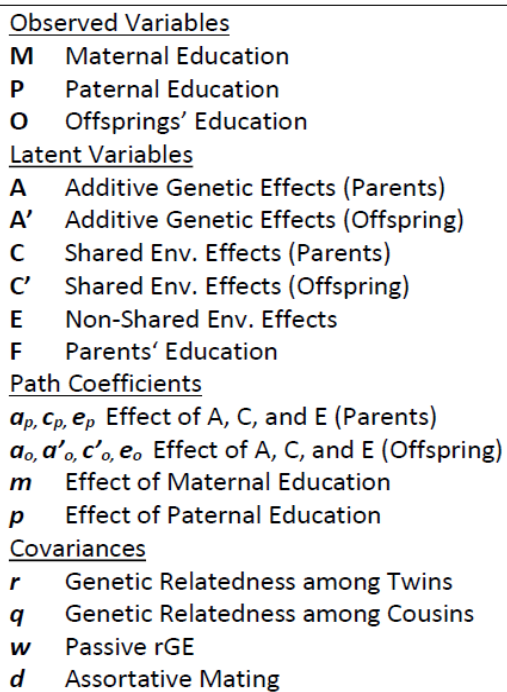 Observed Variables
M Maternal Education
P Paternal Education
O Offsprings' Education
Latent Variables
A Additive Genetic Effects (Parents)
A' Additive Genetic Effects (Offspring)
C Shared Env. Effects (Parents)
C' Shared Env. Effects (Offspring)
E Non-Shared Env. Effects
F Parents‘ Education
Path Coefficients
ap, cp, ep Effect of A, C, and E (Parents)
ao, a'o, c'o, eo Effect of A, C, and E (Offspring)
m Effect of Maternal Education
p Effect of Paternal Education
Covariances
r Genetic Relatedness among Twins
q Genetic Relatedness among Cousins
w Passive rGE
d Assortative Mating